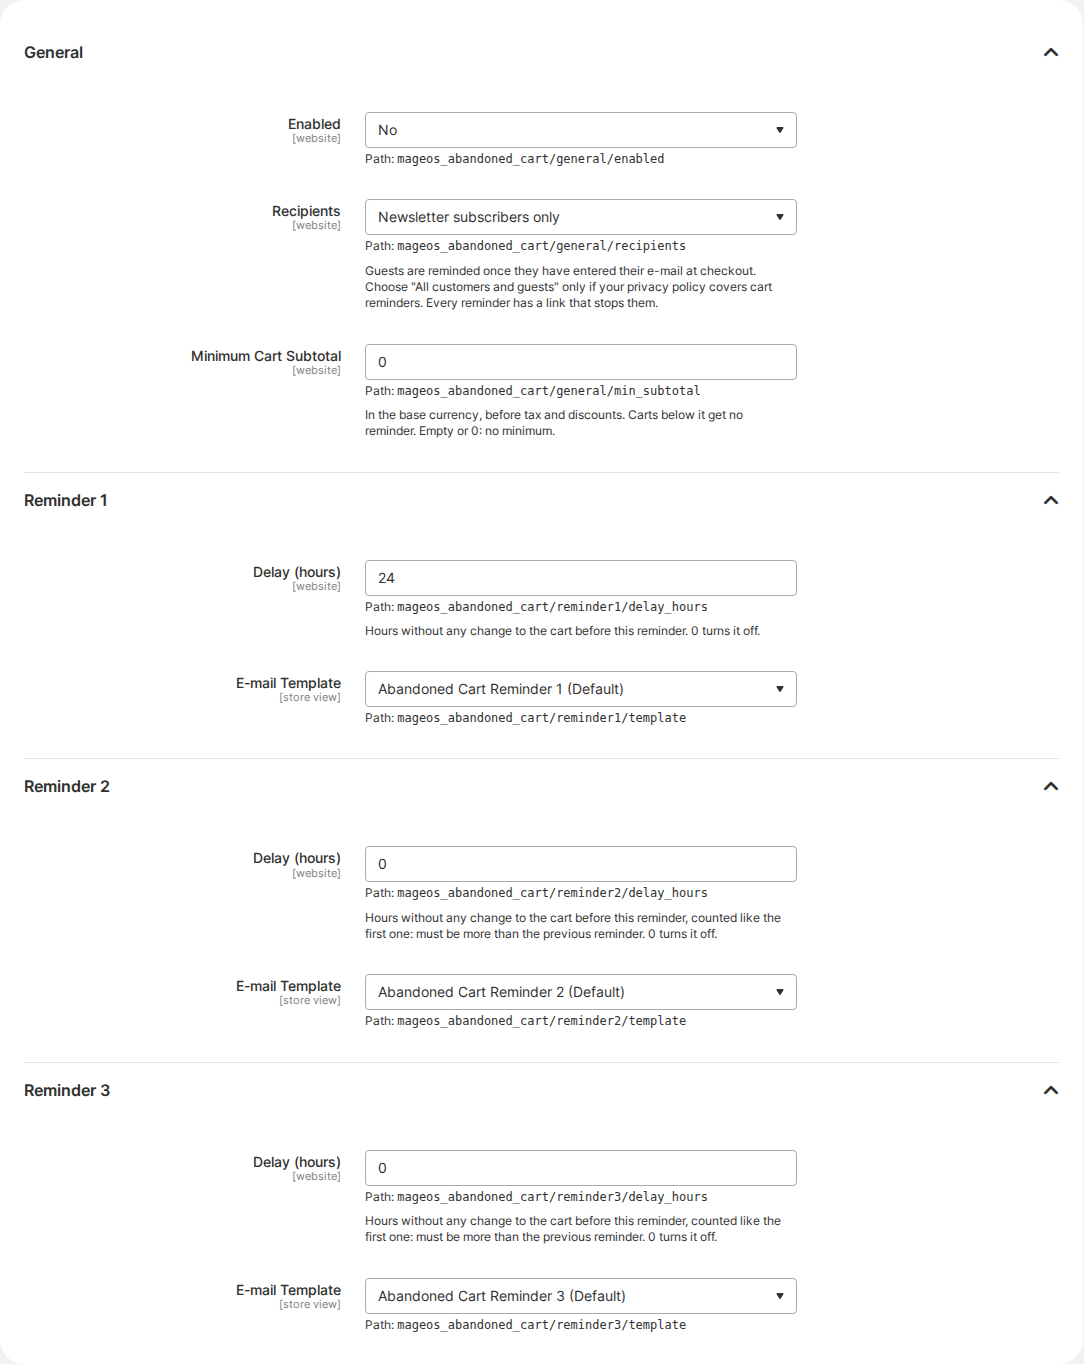 General
Enabled
[website]
No
Path: mageos_abandoned_cart/general/enabled
Recipients
[website]
Newsletter subscribers only
Path: mageos_abandoned_cart/general/recipients
Guests are reminded once they have entered their e-mail at checkout.
Choose "All customers and guests" only if your privacy policy covers cart
reminders. Every reminder has a link that stops them.
Minimum Cart Subtotal
[website]
0
Path: mageos_abandoned_cart/general/min_subtotal
In the base currency, before tax and discounts. Carts below it get no
reminder. Empty or 0: no minimum.
Reminder 1
Delay (hours)
[website]
24
Path: mageos_abandoned_cart/reminder1/delay_hours
Hours without any change to the cart before this reminder. 0 turns it off.
E-mail Template
[store view]
Abandoned Cart Reminder 1 (Default)
Path: mageos_abandoned_cart/reminder1/template
Reminder 2
Delay (hours)
[website]
0
Path: mageos_abandoned_cart/reminder2/delay_hours
Hours without any change to the cart before this reminder, counted like the
first one: must be more than the previous reminder. 0 turns it off.
E-mail Template
[store view]
Abandoned Cart Reminder 2 (Default)
Path: mageos_abandoned_cart/reminder2/template
Reminder 3
Delay (hours)
[website]
0
Path: mageos_abandoned_cart/reminder3/delay_hours
Hours without any change to the cart before this reminder, counted like the
first one: must be more than the previous reminder. 0 turns it off.
E-mail Template
[store view]
Abandoned Cart Reminder 3 (Default)
Path: mageos_abandoned_cart/reminder3/template